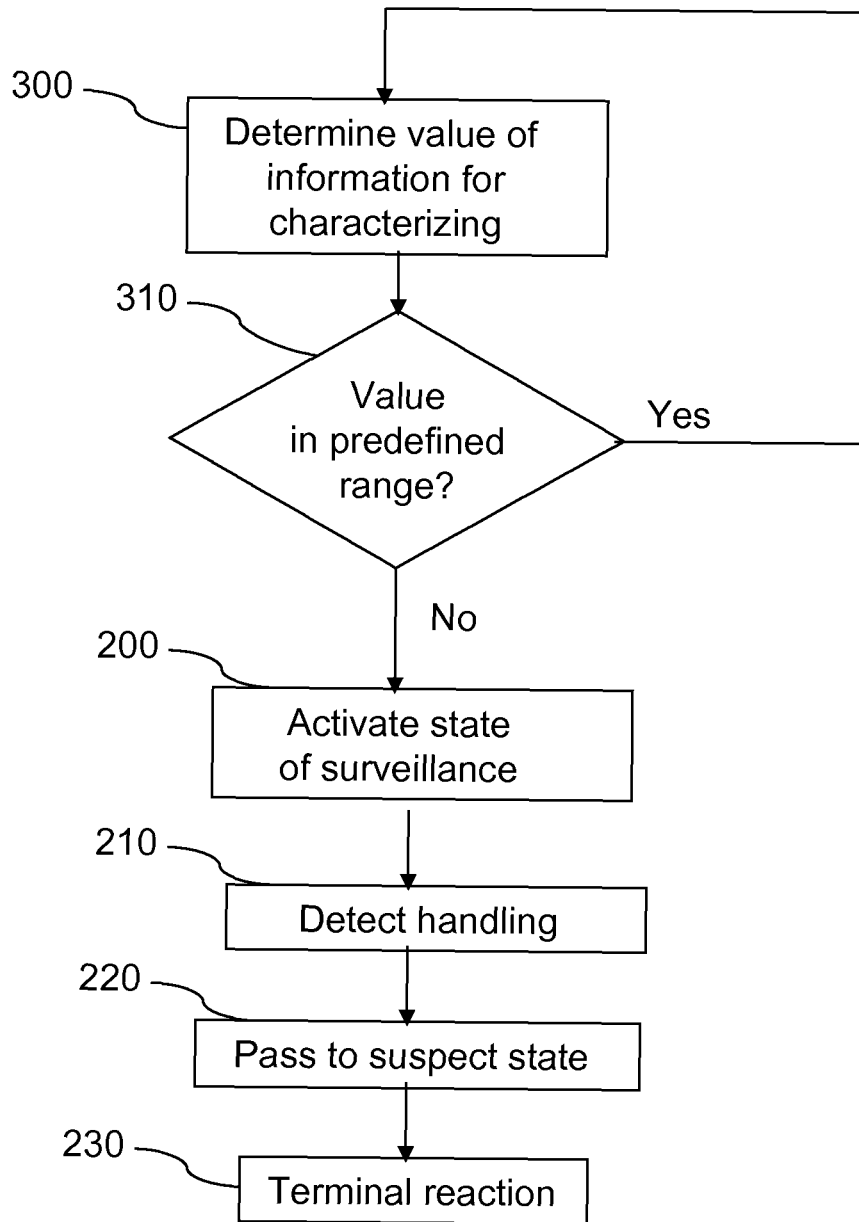 300
Determine value of
information for
characterizing
310
Value
in predefined
range?
Yes
No
200
Activate state
of surveillance
210
Detect handling
220
Pass to suspect state
230
Terminal reaction